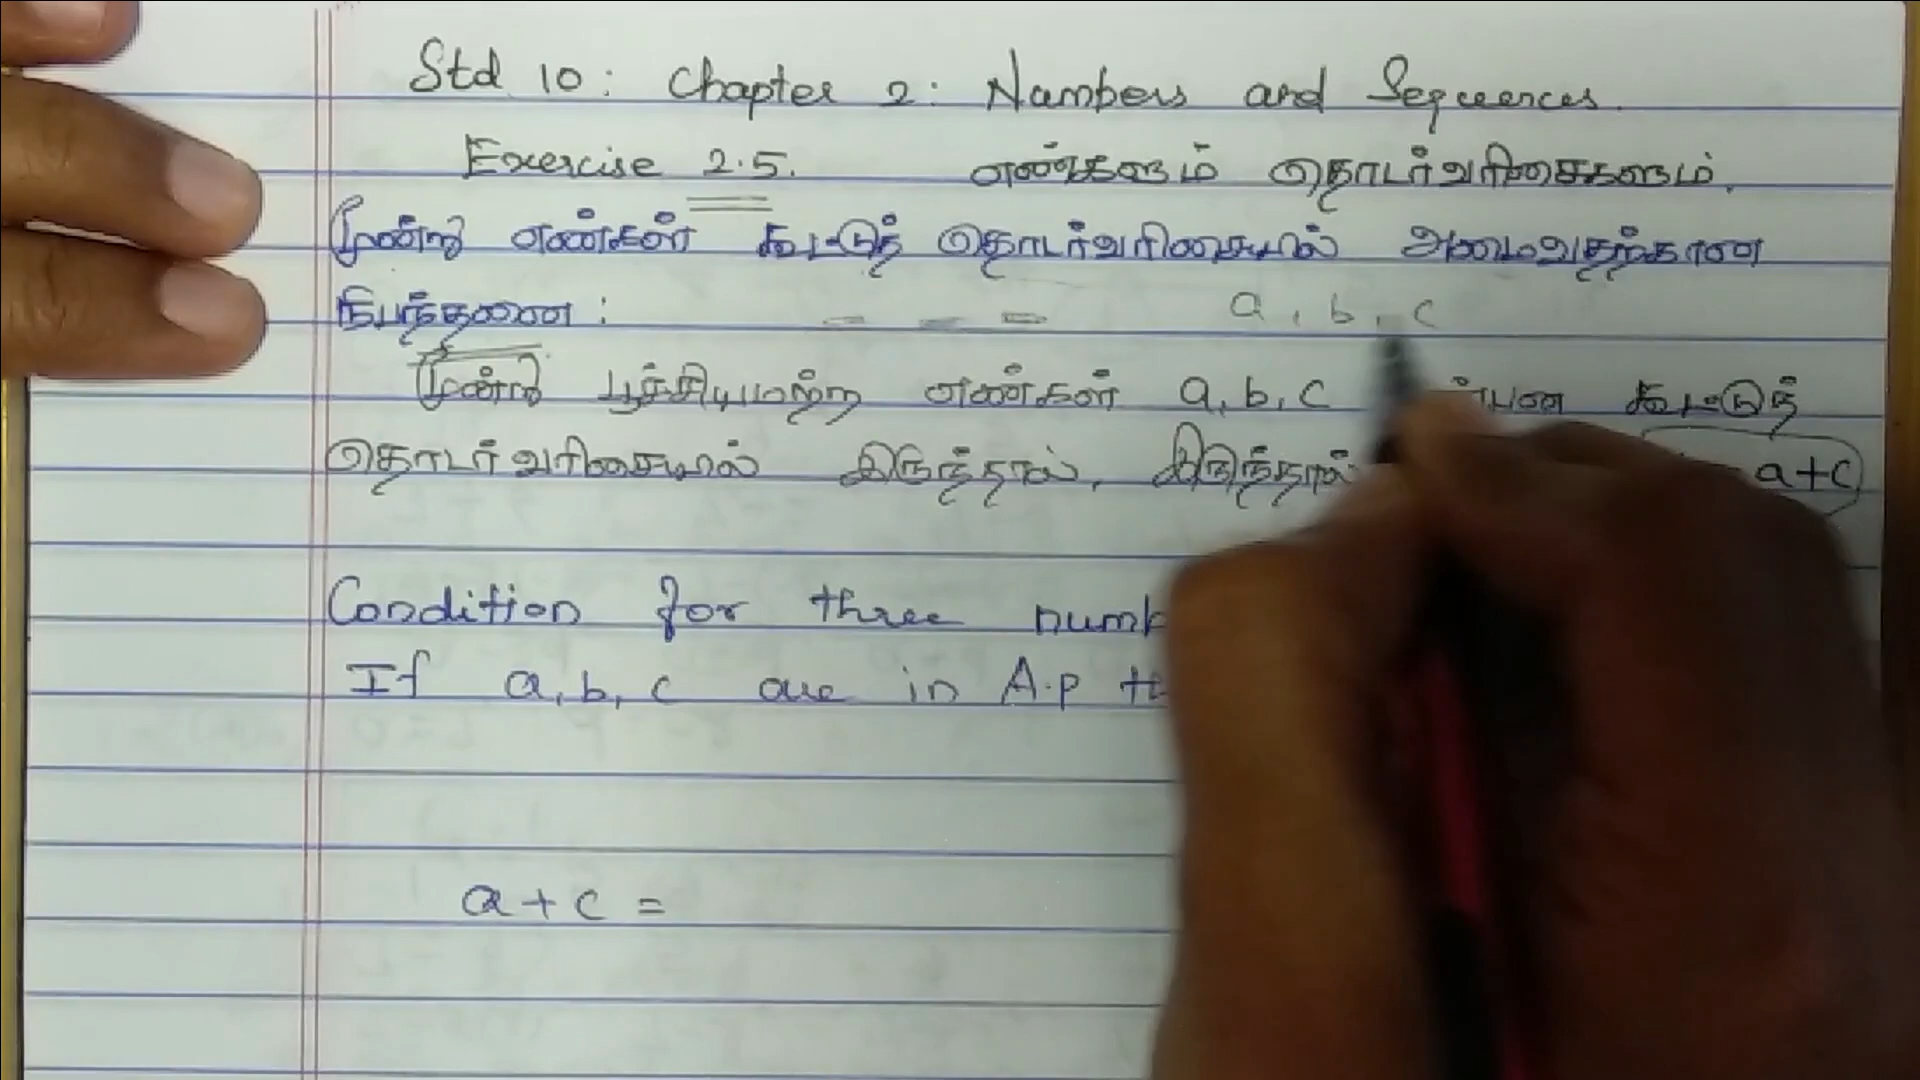 Std 10: Chapter 2: Numbers and Sequences.
Exercise 2.5. எண்களும் தொடர்வரிசைகளும்.
மூன்று எண்கள் கூட்டுத் தொடர்வரிசையில் அமைவதற்கான
நிபந்தனை : a, b, c
மூன்று பூச்சியமற்ற எண்கள் a, b, c கூட்டுத்
தொடர்வரிசையில் இருந்தால், இருந்தால் a+c
Condition for three
If a, b, c are in A.P
a + c =